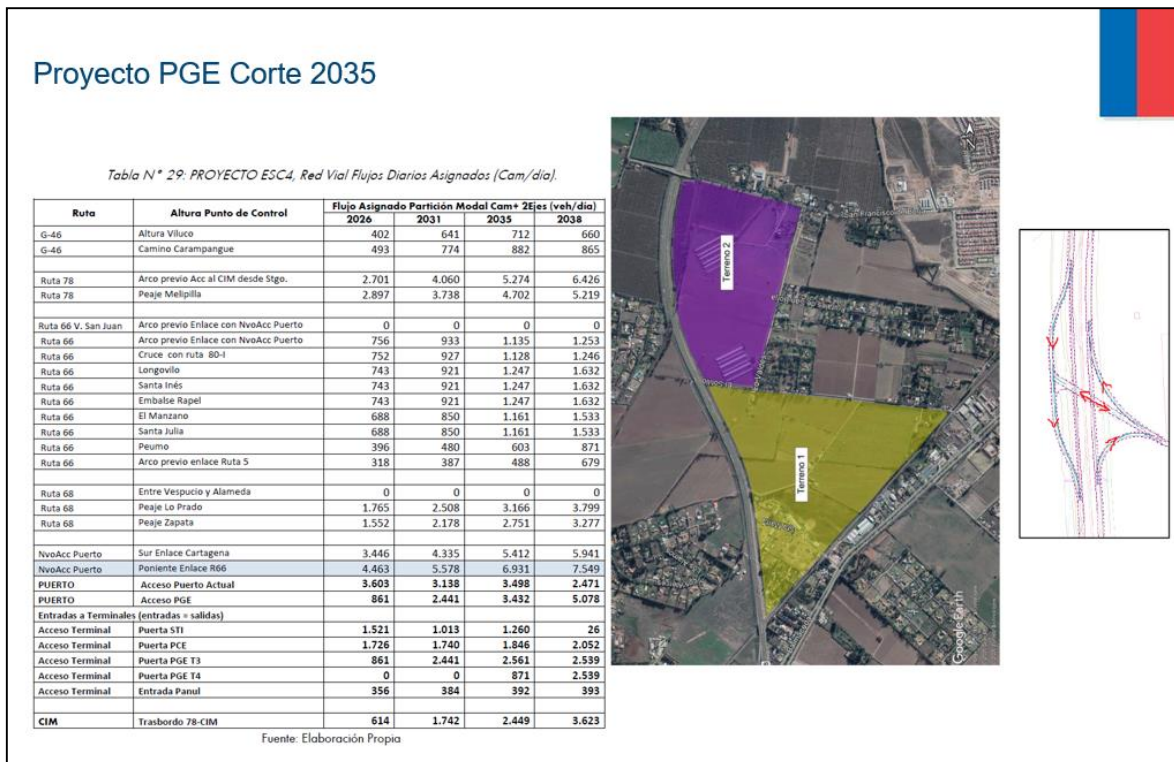 Proyecto PGE Corte 2035
Tabla N° 29: PROYECTO ESC4, Red Vial Flujos Diarios Asignados (Cam/día).
Ruta Altura Punto de Control Flujo Asignado Partición Modal Cam+ 2Ejes (veh/día)
2026 2031 2035 2038
G-46 Altura Viluco 402 641 712 660
G-46 Camino Carampangue 493 774 882 865
Ruta 78 Arco previo Acc al CIM desde Stgo. 2.701 4.060 5.274 6.426
Ruta 78 Peaje Melipilla 2.897 3.738 4.702 5.219
Ruta 66 V. San Juan Arco previo Enlace con NvoAcc Puerto 0 0 0 0
Ruta 66 Arco previo Enlace con NvoAcc Puerto 756 933 1.135 1.253
Ruta 66 Cruce con ruta 80-I 752 927 1.128 1.246
Ruta 66 Longovilo 743 921 1.247 1.632
Ruta 66 Santa Inés 743 921 1.247 1.632
Ruta 66 Embalse Rapel 743 921 1.247 1.632
Ruta 66 El Manzano 688 850 1.161 1.533
Ruta 66 Santa Julia 688 850 1.161 1.533
Ruta 66 Peumo 396 480 603 871
Ruta 66 Arco previo enlace Ruta 5 318 387 488 679
Ruta 68 Entre Vespucio y Alameda 0 0 0 0
Ruta 68 Peaje Lo Prado 1.765 2.508 3.166 3.799
Ruta 68 Peaje Zapata 1.552 2.178 2.751 3.277
NvoAcc Puerto Sur Enlace Cartagena 3.446 4.335 5.412 5.941
NvoAcc Puerto Poniente Enlace R66 4.463 5.578 6.931 7.549
PUERTO Acceso Puerto Actual 3.603 3.138 3.498 2.471
PUERTO Acceso PGE 861 2.441 3.432 5.078
Entradas a Terminales (entradas = salidas)
Acceso Terminal Puerta STI 1.521 1.013 1.260 26
Acceso Terminal Puerta PCE 1.726 1.740 1.846 2.052
Acceso Terminal Puerta PGE T3 861 2.441 2.561 2.539
Acceso Terminal Puerta PGE T4 0 0 871 2.539
Acceso Terminal Entrada Panul 356 384 392 393
CIM Trasbordo 78-CIM 614 1.742 2.449 3.623
Fuente: Elaboración Propia
Terreno 2
Terreno 1
Google Earth